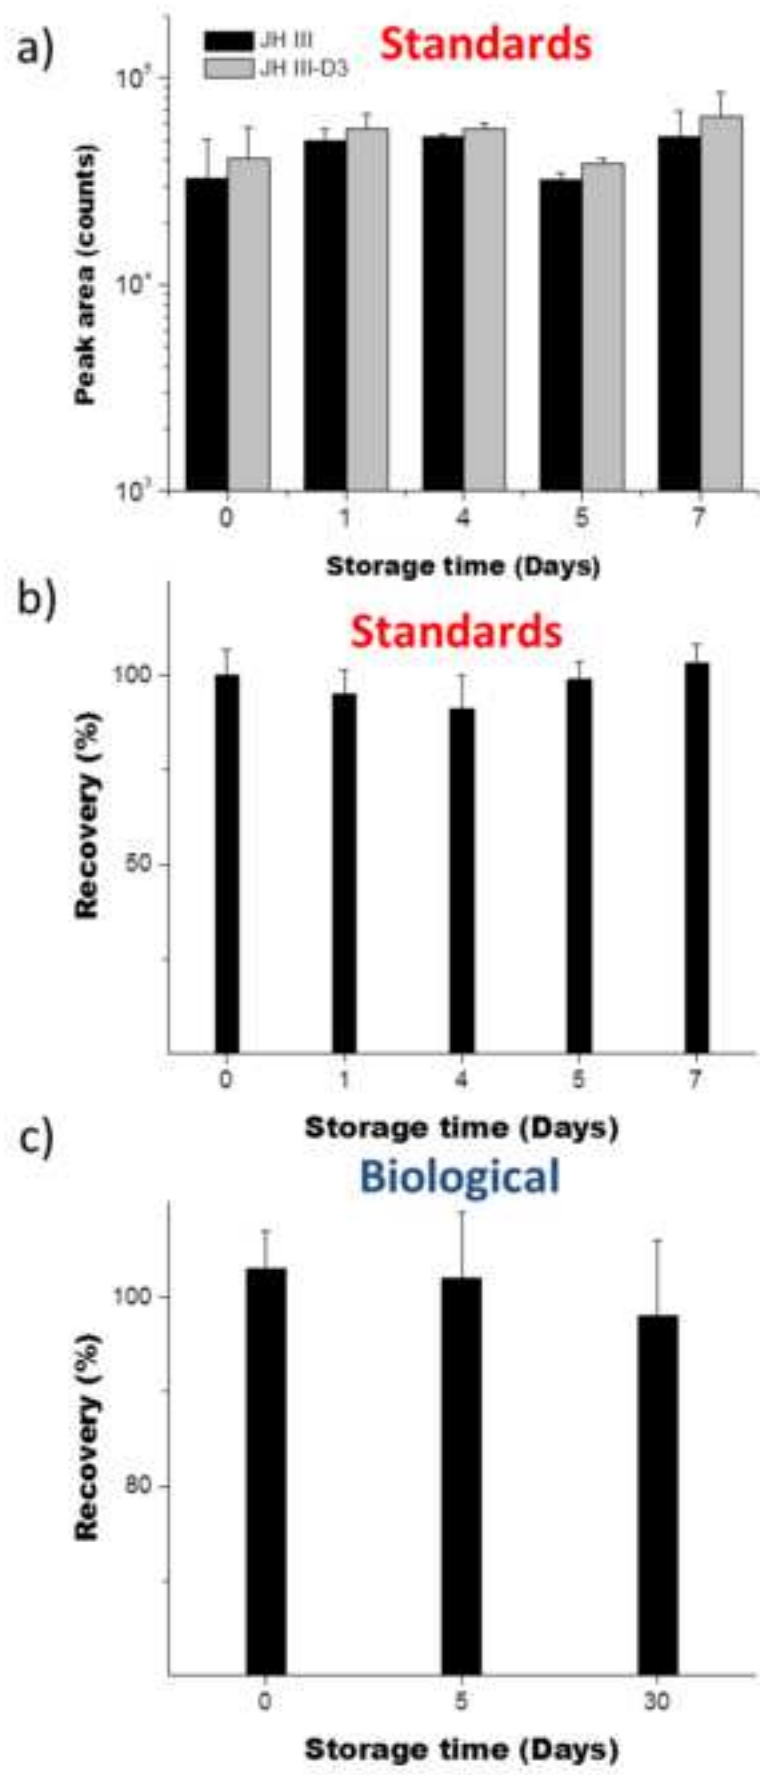 a)
JH III
JH III-D3
Standards
10⁵
10⁴
10³
Peak area (counts)
0 1 4 5 7
Storage time (Days)
b)
Standards
100
50
Recovery (%)
0 1 4 5 7
Storage time (Days)
c)
Biological
100
80
Recovery (%)
0 5 30
Storage time (Days)